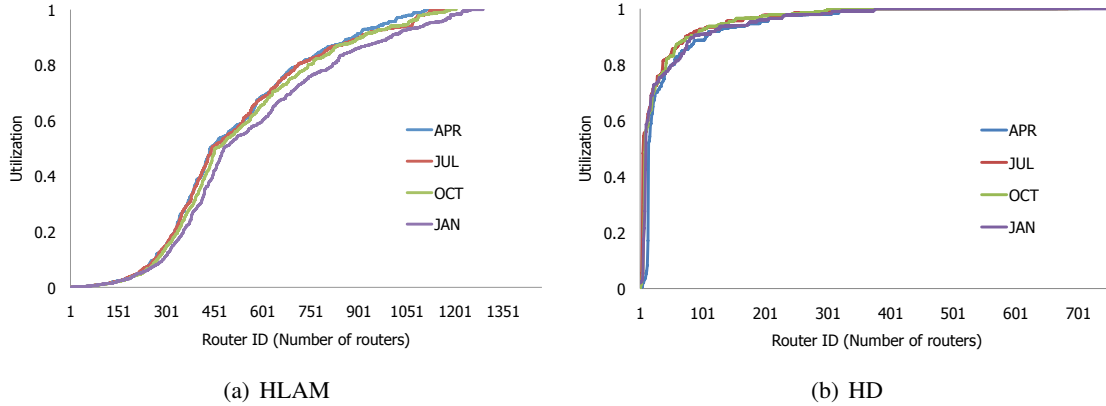 1
0.8
0.6
0.4
0.2
0
Utilization
APR
JUL
OCT
JAN
1 151 301 451 601 751 901 1051 1201 1351
Router ID (Number of routers)
(a) HLAM
1
0.8
0.6
0.4
0.2
0
Utilization
APR
JUL
OCT
JAN
1 101 201 301 401 501 601 701
Router ID (Number of routers)
(b) HD